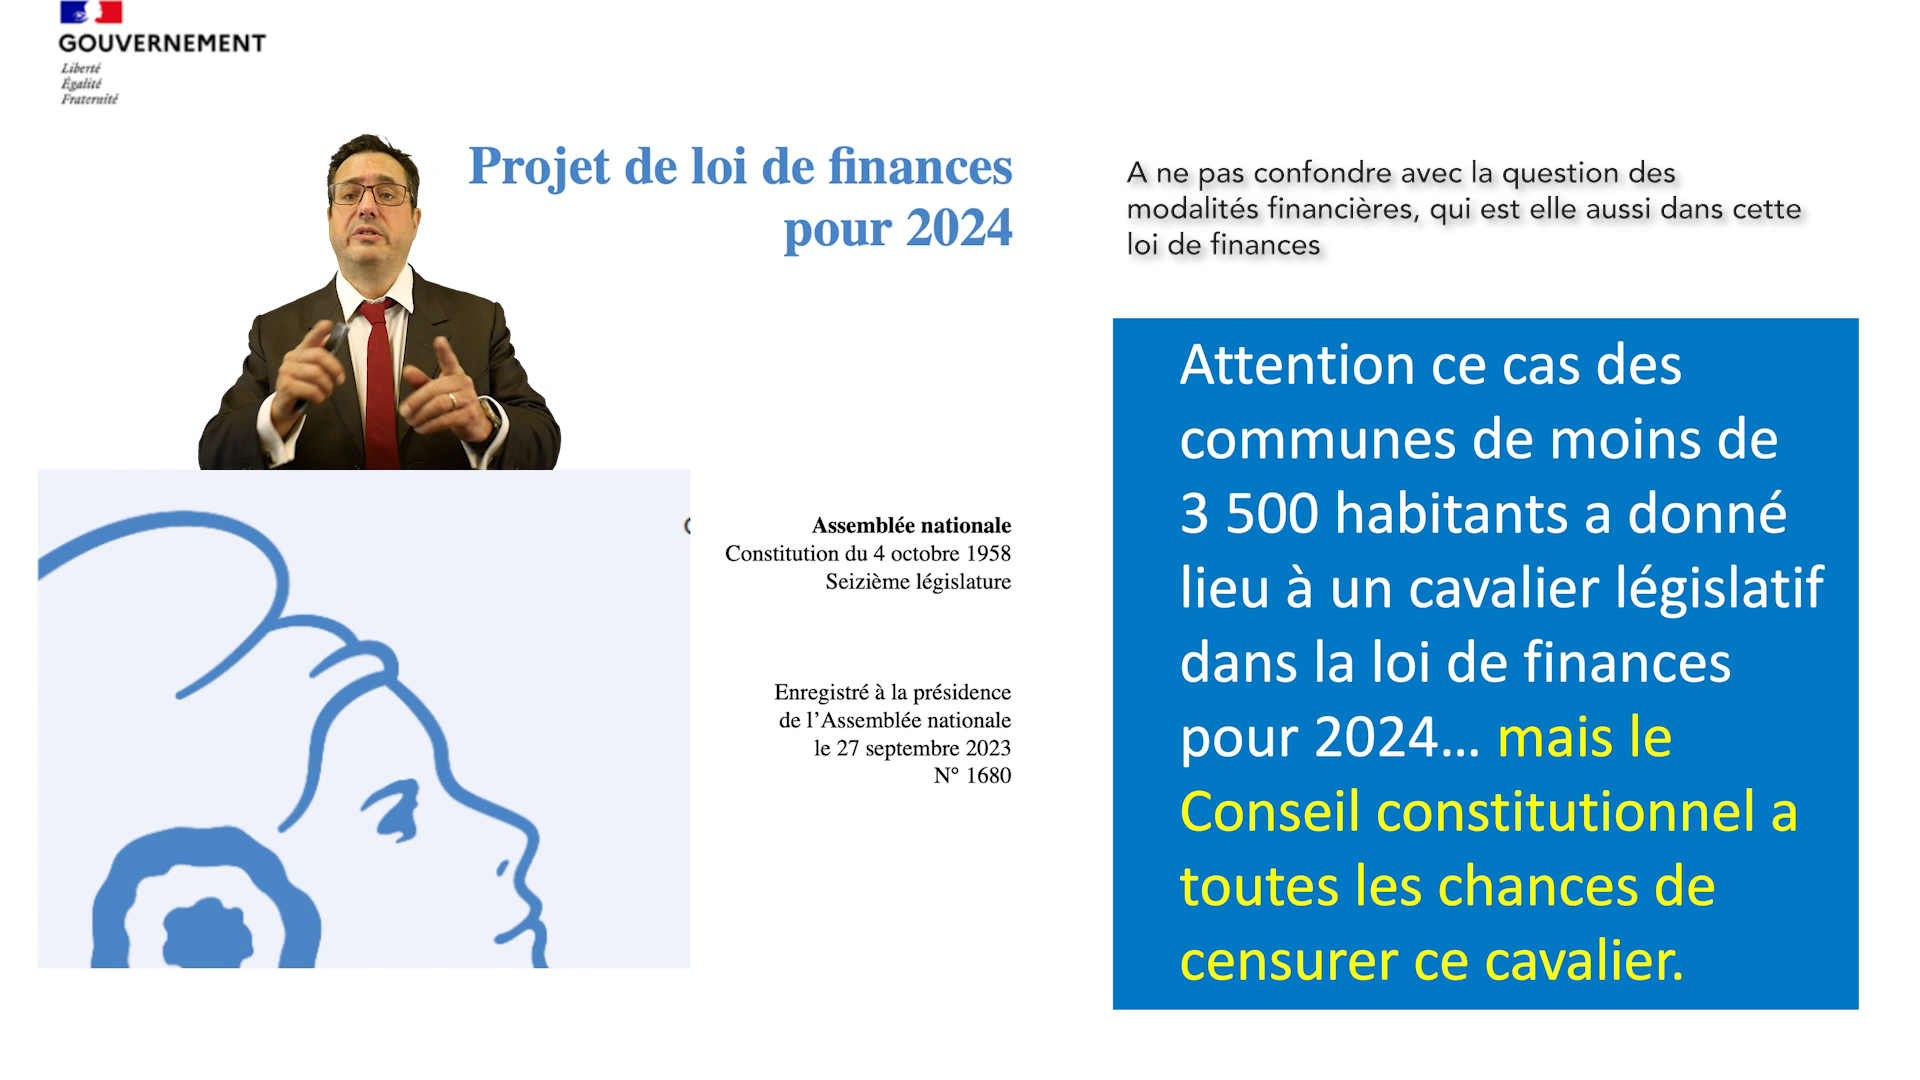 GOUVERNEMENT
Liberté
Égalité
Fraternité
Projet de loi de finances
pour 2024
Assemblée nationale
Constitution du 4 octobre 1958
Seizième législature
Enregistré à la présidence
de l’Assemblée nationale
le 27 septembre 2023
N° 1680
A ne pas confondre avec la question des
modalités financières, qui est elle aussi dans cette
loi de finances
Attention ce cas des
communes de moins de
3 500 habitants a donné
lieu à un cavalier législatif
dans la loi de finances
pour 2024... mais le
Conseil constitutionnel a
toutes les chances de
censurer ce cavalier.